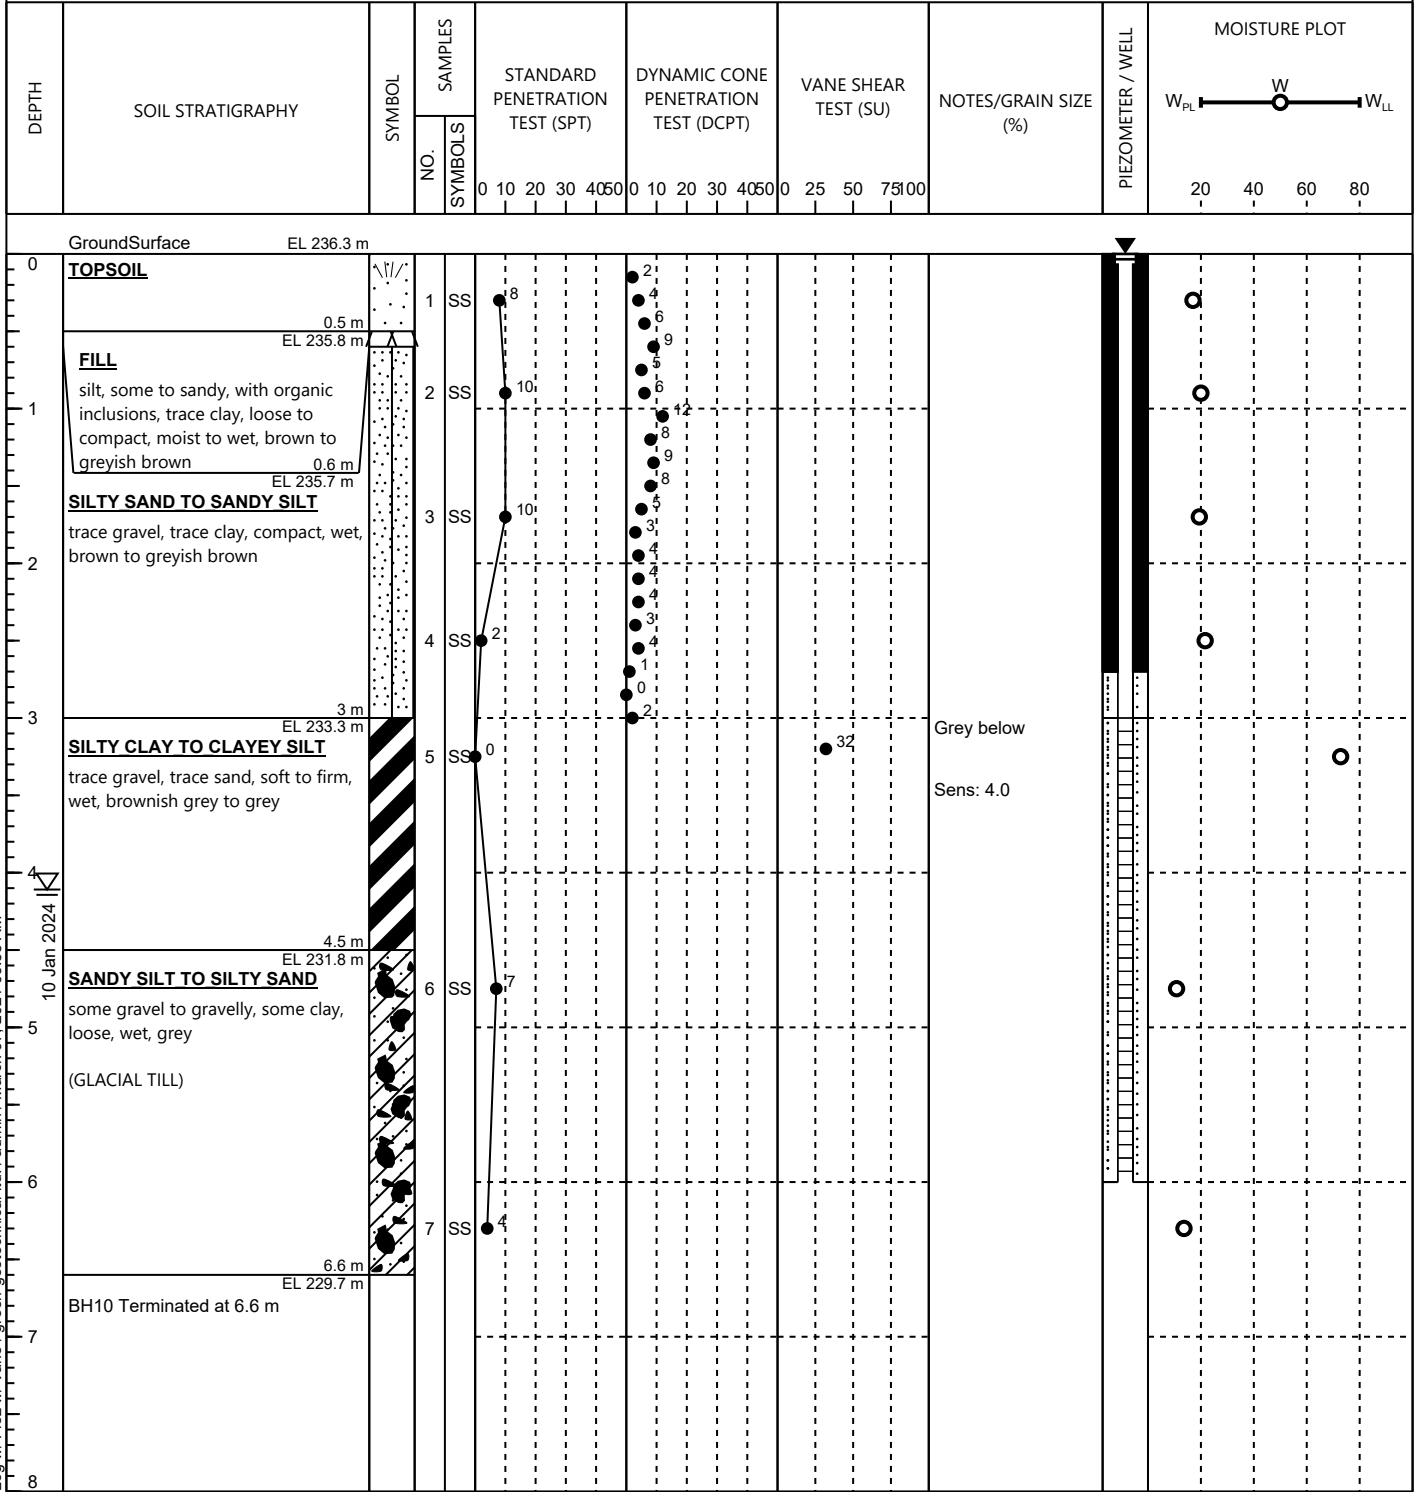 DEPTH
SOIL STRATIGRAPHY
SYMBOL
SAMPLES
NO.
SYMBOLS
STANDARD
PENETRATION
TEST (SPT)
0 10 20 30 40 50
DYNAMIC CONE
PENETRATION
TEST (DCPT)
0 10 20 30 40 50
VANE SHEAR
TEST (SU)
0 25 50 75 100
NOTES/GRAIN SIZE
(%)
PIEZOMETER / WELL
MOISTURE PLOT
W
WPL WLL
20 40 60 80
GroundSurface EL 236.3 m
0
TOPSOIL
0.5 m
EL 235.8 m
FILL
silt, some to sandy, with organic
inclusions, trace clay, loose to
compact, moist to wet, brown to
greyish brown 0.6 m
EL 235.7 m
SILTY SAND TO SANDY SILT
trace gravel, trace clay, compact, wet,
brown to greyish brown
3 m
EL 233.3 m
SILTY CLAY TO CLAYEY SILT
trace gravel, trace sand, soft to firm,
wet, brownish grey to grey
4.5 m
EL 231.8 m
SANDY SILT TO SILTY SAND
some gravel to gravelly, some clay,
loose, wet, grey
(GLACIAL TILL)
6.6 m
EL 229.7 m
BH10 Terminated at 6.6 m
1
2
3
4
5
6
7
8
10 Jan 2024
1 SS 8
2 SS 10
3 SS 10
4 SS 2
5 SS 0
6 SS 7
7 SS 4
2
4
6
9
5
6
12
8
9
8
5
3
4
4
4
3
4
1
0
2
32
Grey below
Sens: 4.0